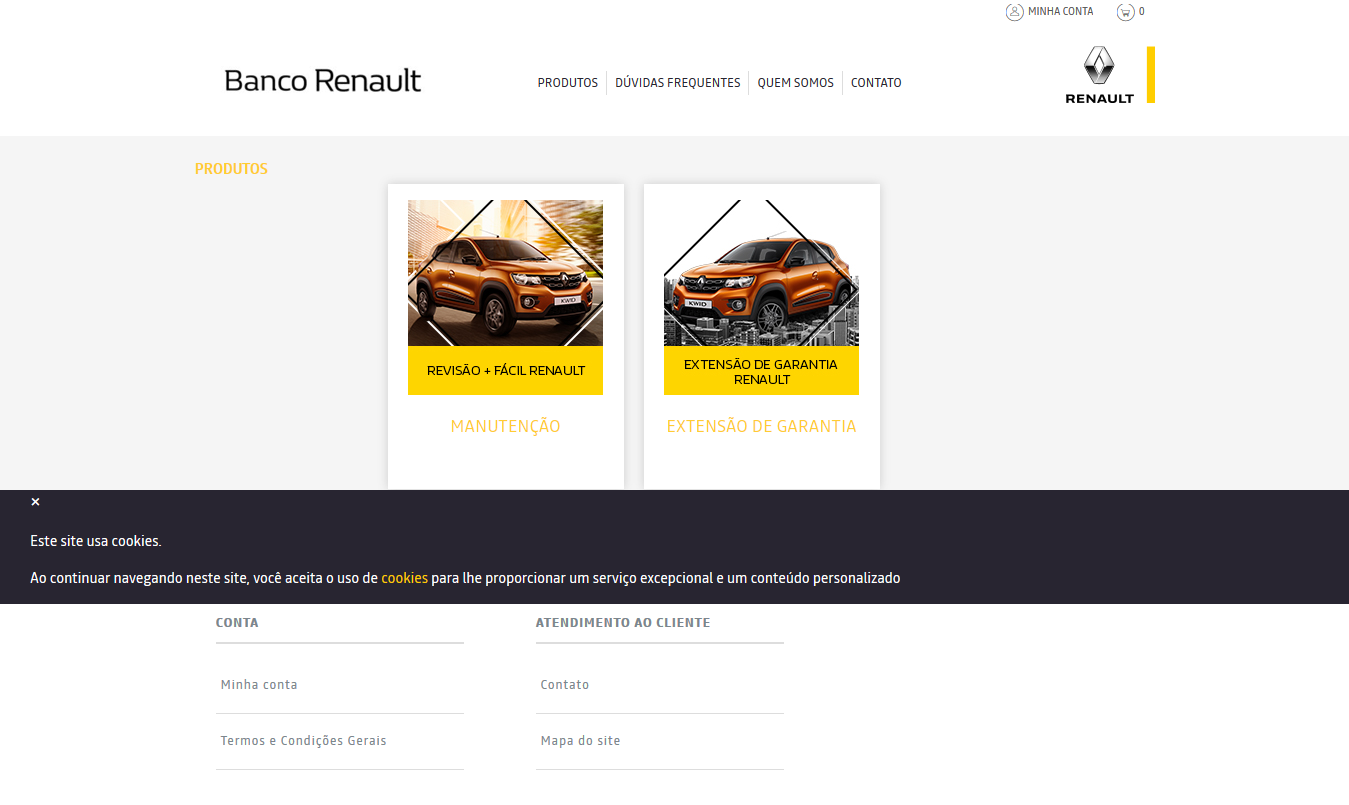 MINHA CONTA
0
Banco Renault
PRODUTOS
DÚVIDAS FREQUENTES
QUEM SOMOS
CONTATO
RENAULT
PRODUTOS
KWID
REVISÃO + FÁCIL RENAULT
MANUTENÇÃO
KWID
EXTENSÃO DE GARANTIA
RENAULT
EXTENSÃO DE GARANTIA
×
Este site usa cookies.
Ao continuar navegando neste site, você aceita o uso de cookies para lhe proporcionar um serviço excepcional e um conteúdo personalizado
CONTA
Minha conta
Termos e Condições Gerais
ATENDIMENTO AO CLIENTE
Contato
Mapa do site